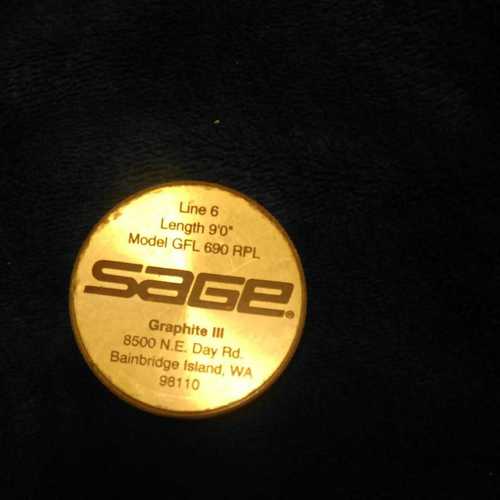 Line 6
Length 9'0"
Model GFL 690 RPL
SAGE®
Graphite III
8500 N.E. Day Rd.
Bainbridge Island, WA
98110